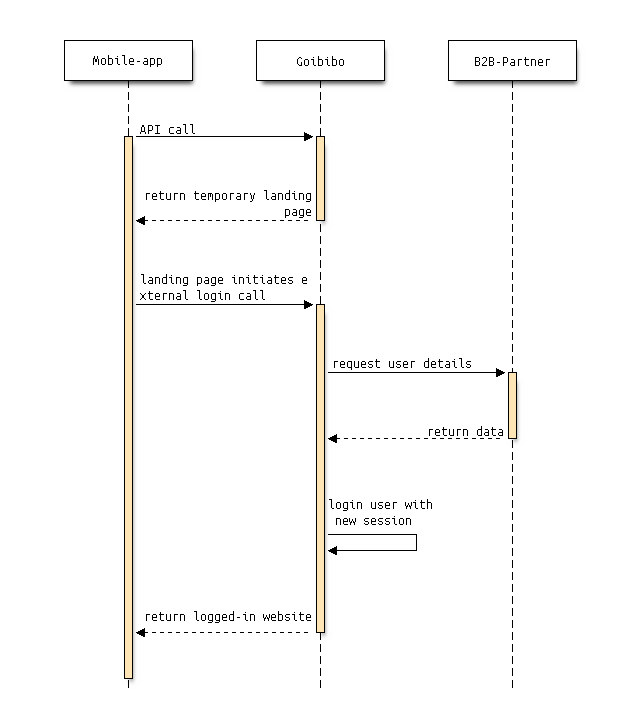 Mobile-app
Goibibo
B2B-Partner
API call
return temporary landing
page
landing page initiates e
xternal login call
request user details
return data
login user with
new session
return logged-in website